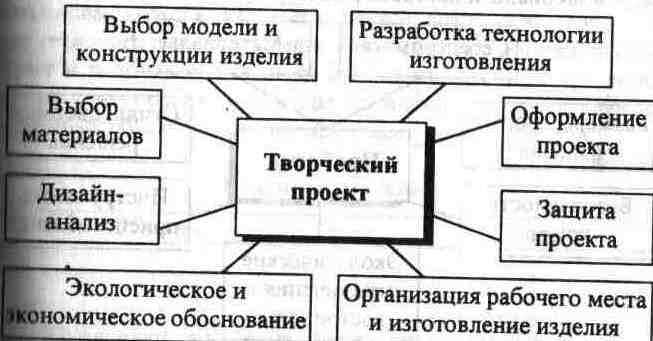 Выбор модели и
конструкции изделия
Разработка технологии
изготовления
Выбор
материалов
Оформление
проекта
Творческий
проект
Дизайн-
анализ
Защита
проекта
Экологическое и
экономическое обоснование
Организация рабочего места
и изготовление изделия